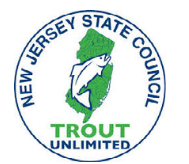 NEW JERSEY STATE COUNCIL
TROUT
UNLIMITED